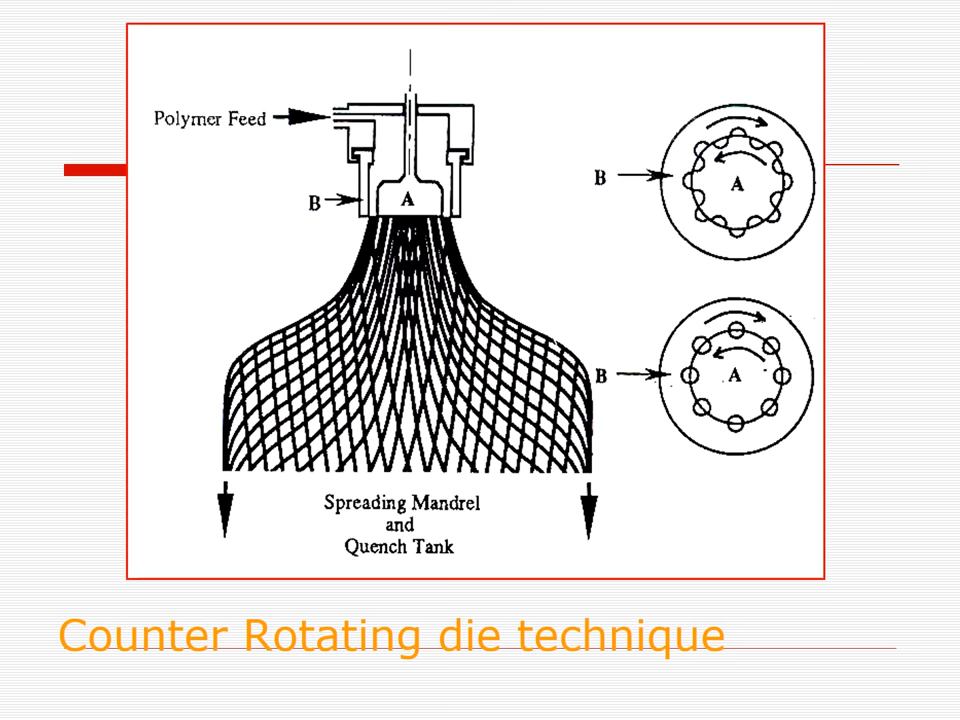 Polymer Feed
B
A
B
A
B
A
Spreading Mandrel
and
Quench Tank
Counter Rotating die technique